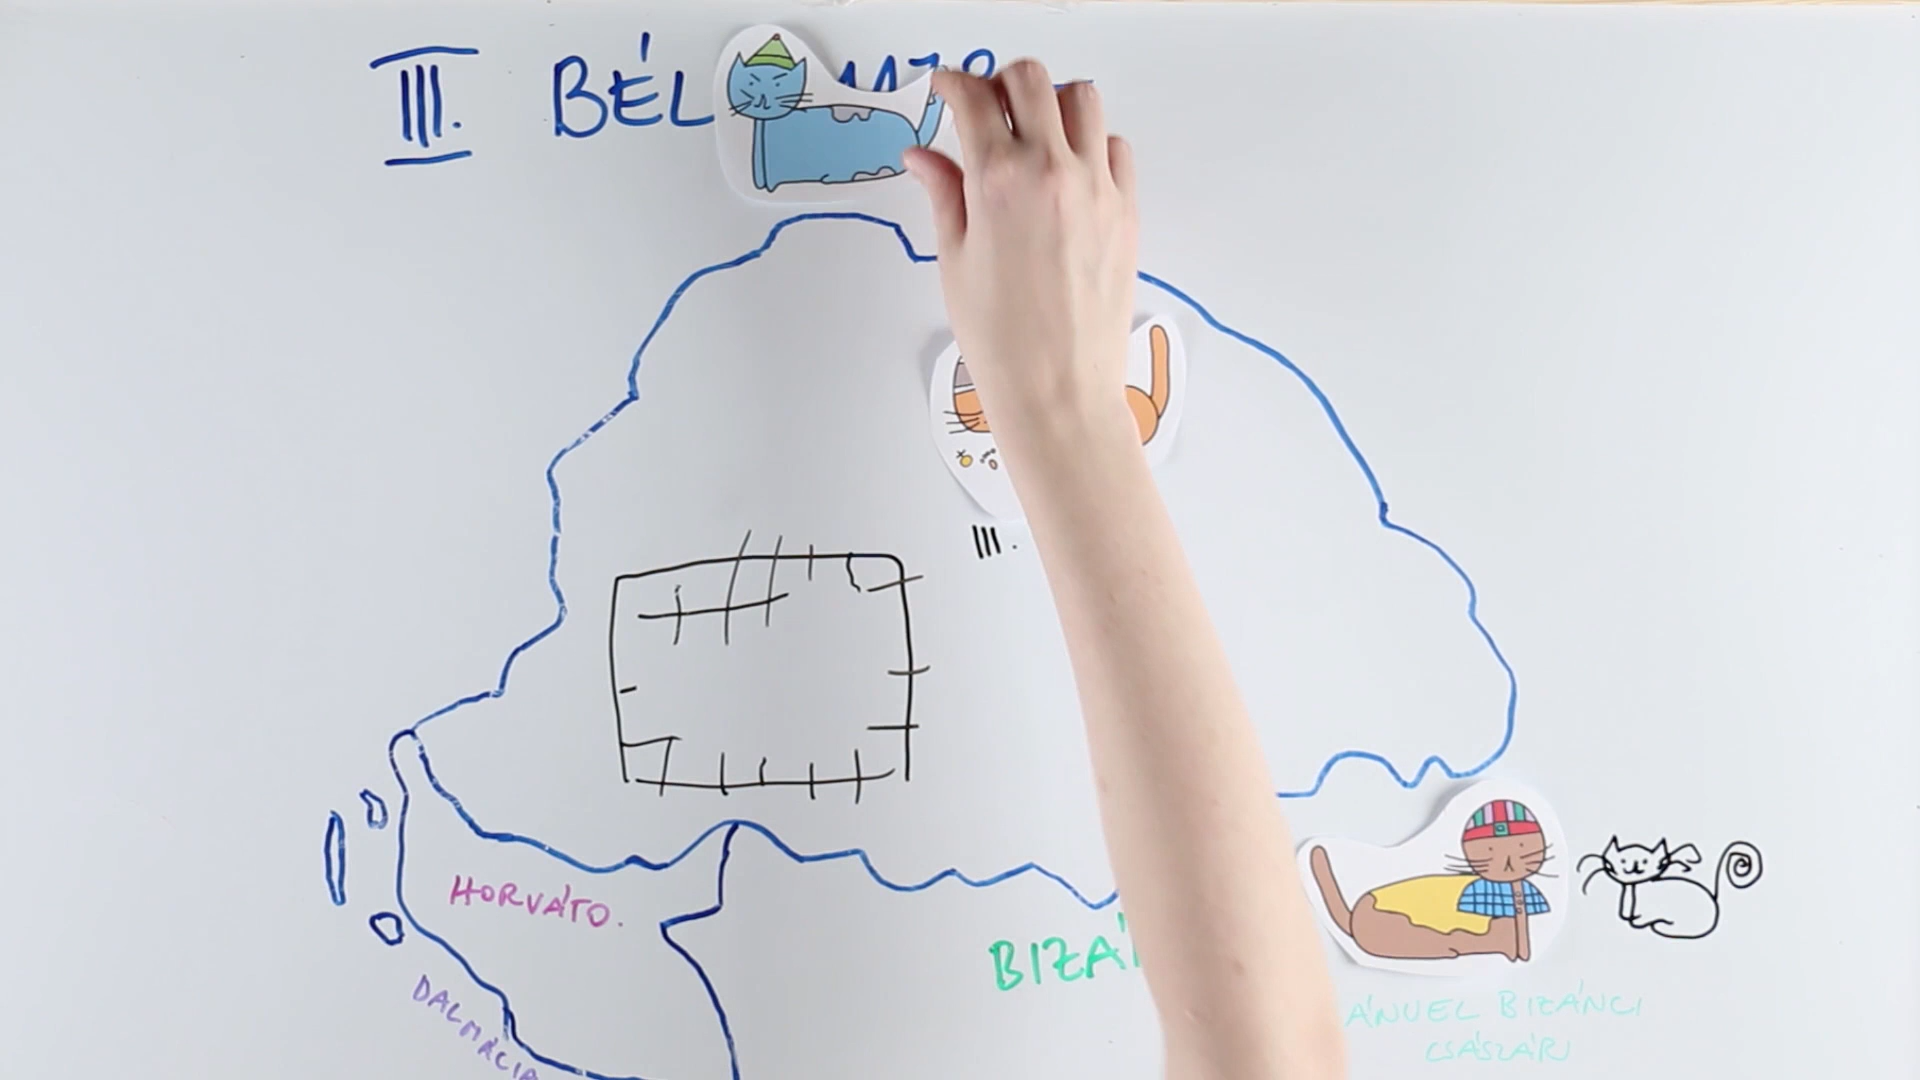 III. BÉL
III.
HORVÁTO.
BIZÁ
DALMÁCIA
ÁNUEL BIZÁNCI
CSÁSZÁR